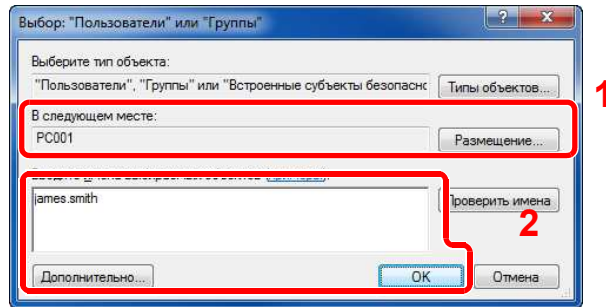 Выбор: "Пользователи" или "Группы"
Выберите тип объекта:
"Пользователи", "Группы" или "Встроенные субъекты безопаснс
Типы объектов...
1
В следующем месте:
PC001
Размещение...
james.smith
Проверить имена
2
Дополнительно...
OK
Отмена